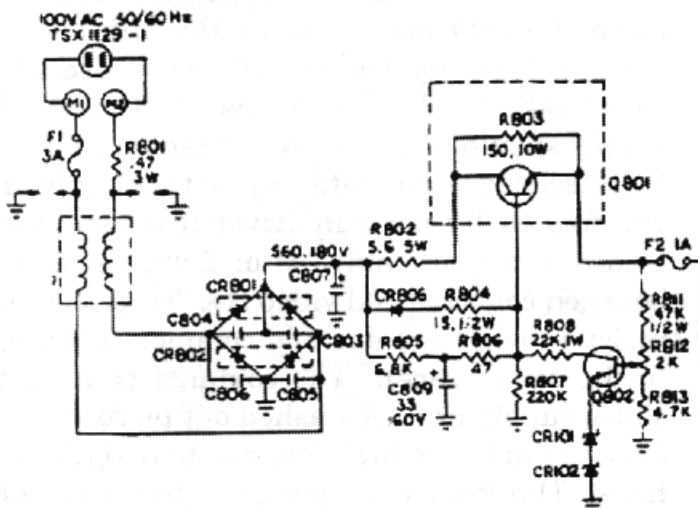 100V AC 50/60 Hz
TSX 1129-1
M1
M2
F1
3A
R801
.47
3W
R803
150,10W
Q801
R802
5.6 5W
560,180V
C807
+
CR801
C804
C803
CR802
C806
C805
CR806
R804
15,1/2W
R805
6.8K
R806
47
C809
33
60V
+
R808
22K,1W
R807
220K
Q802
F2 1A
R811
47K
1/2W
R812
2K
R813
4.7K
CR101
CR102